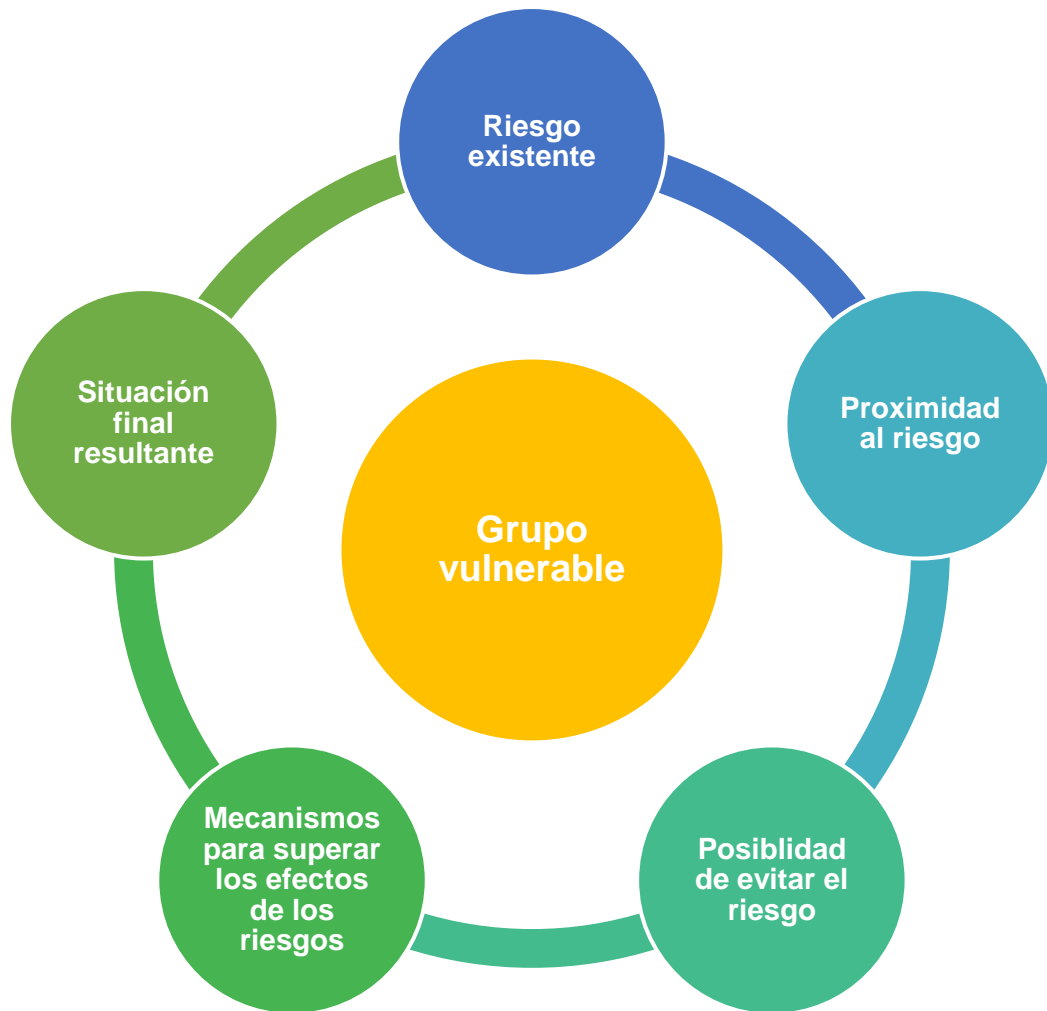 Riesgo
existente
Proximidad
al riesgo
Posiblidad
de evitar el
riesgo
Mecanismos
para superar
los efectos
de los
riesgos
Situación
final
resultante
Grupo
vulnerable